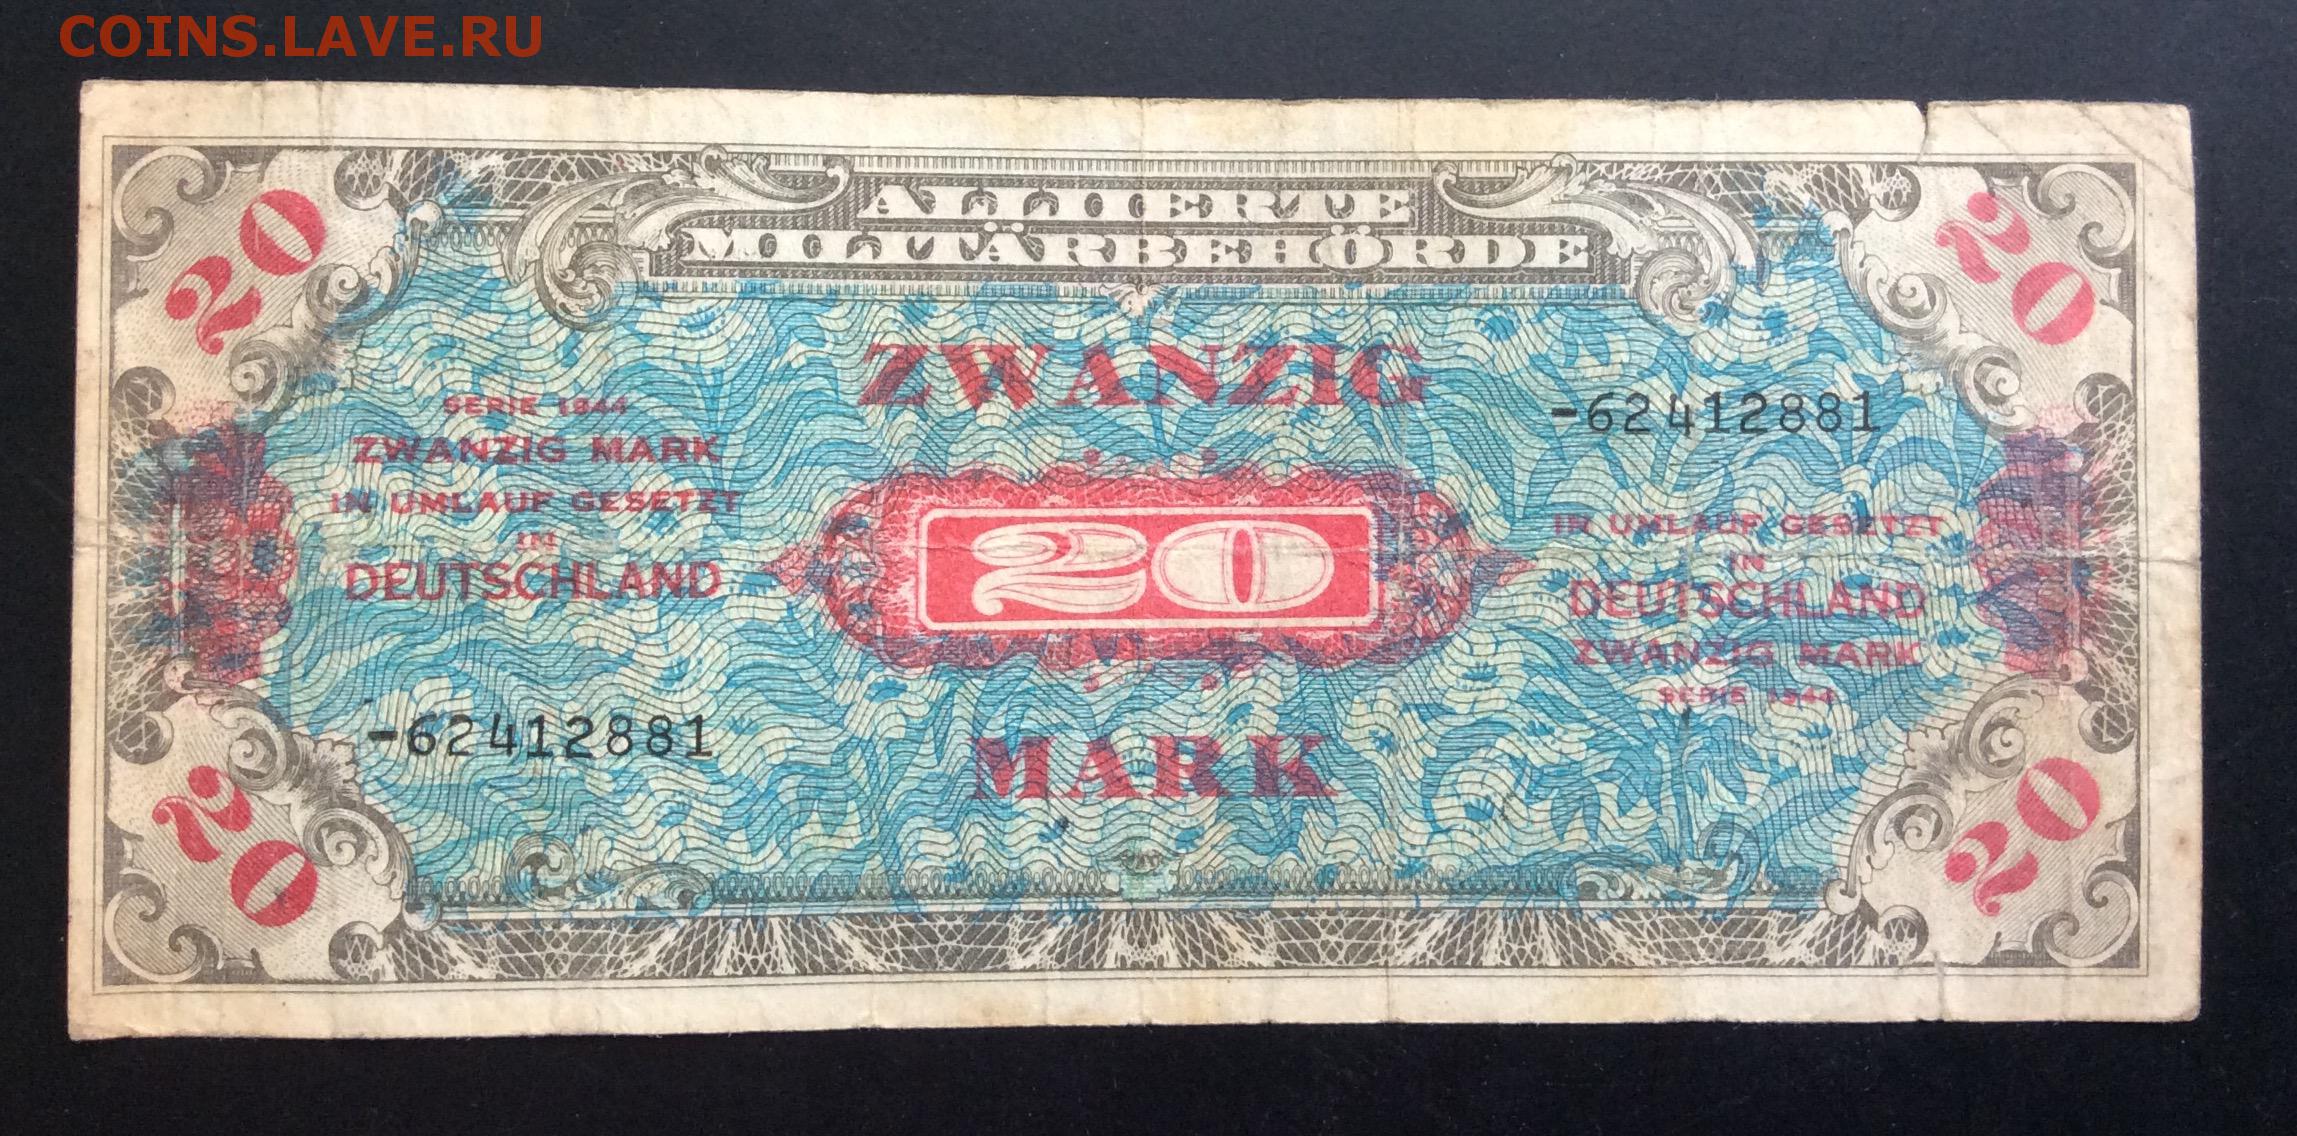 COINS.LAVE.RU
20
ALLIIERTE
MILITÄRBEHÖRDE
20
ZWANZIG
SERIE 1944
ZWANZIG MARK
IN UMLAUF GESETZT
IN
DEUTSCHLAND
-62412881
20
IN UMLAUF GESETZT
IN
DEUTSCHLAND
ZWANZIG MARK
SERIE 1944
-62412881
MARK
20
20